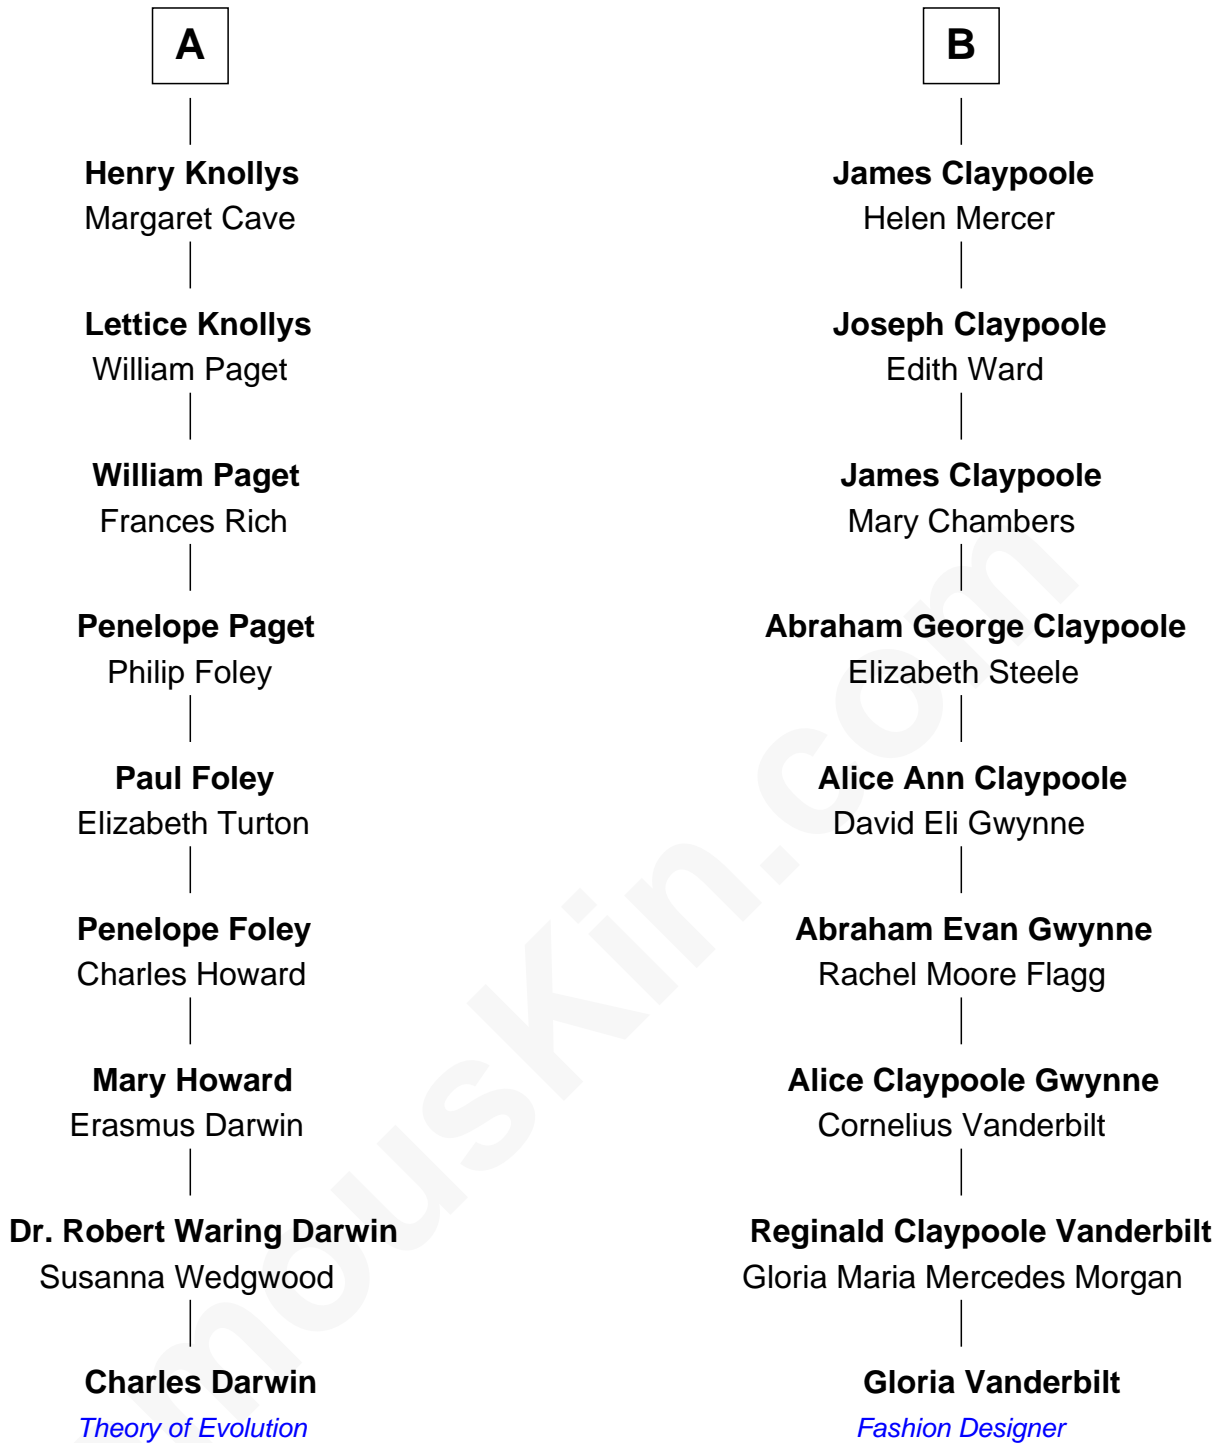 A
Henry Knollys
Margaret Cave
Lettice Knollys
William Paget
William Paget
Frances Rich
Penelope Paget
Philip Foley
Paul Foley
Elizabeth Turton
Penelope Foley
Charles Howard
Mary Howard
Erasmus Darwin
Dr. Robert Waring Darwin
Susanna Wedgwood
Charles Darwin
Theory of Evolution
B
James Claypoole
Helen Mercer
Joseph Claypoole
Edith Ward
James Claypoole
Mary Chambers
Abraham George Claypoole
Elizabeth Steele
Alice Ann Claypoole
David Eli Gwynne
Abraham Evan Gwynne
Rachel Moore Flagg
Alice Claypoole Gwynne
Cornelius Vanderbilt
Reginald Claypoole Vanderbilt
Gloria Maria Mercedes Morgan
Gloria Vanderbilt
Fashion Designer
mousKin.com